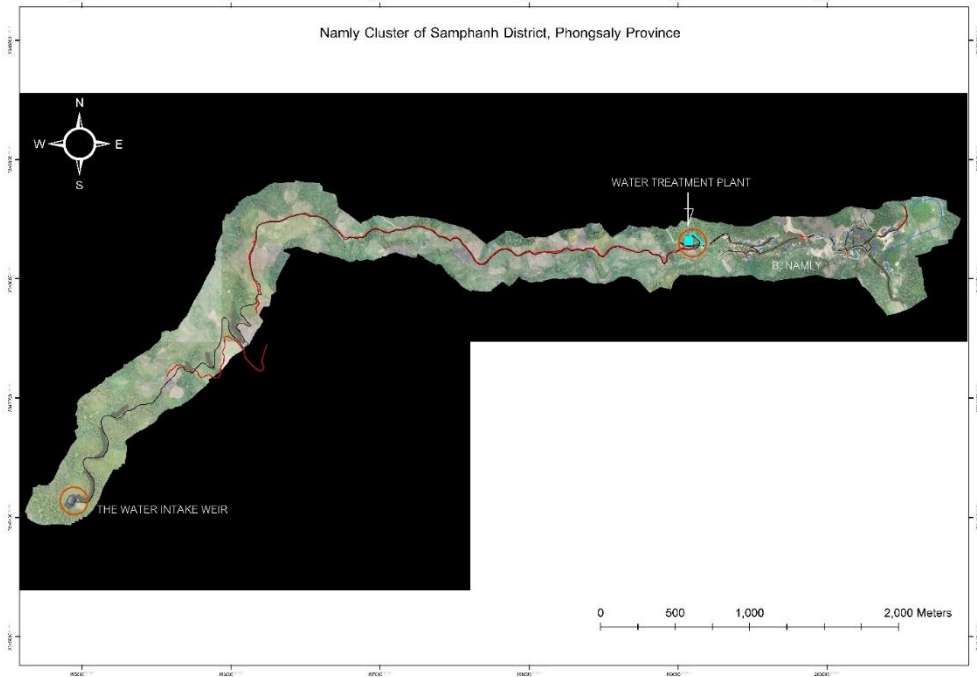 Namly Cluster of Samphanh District, Phongsaly Province
N
W E
S
WATER TREATMENT PLANT
B. NAMLY
THE WATER INTAKE WEIR
0 500 1,000 2,000 Meters